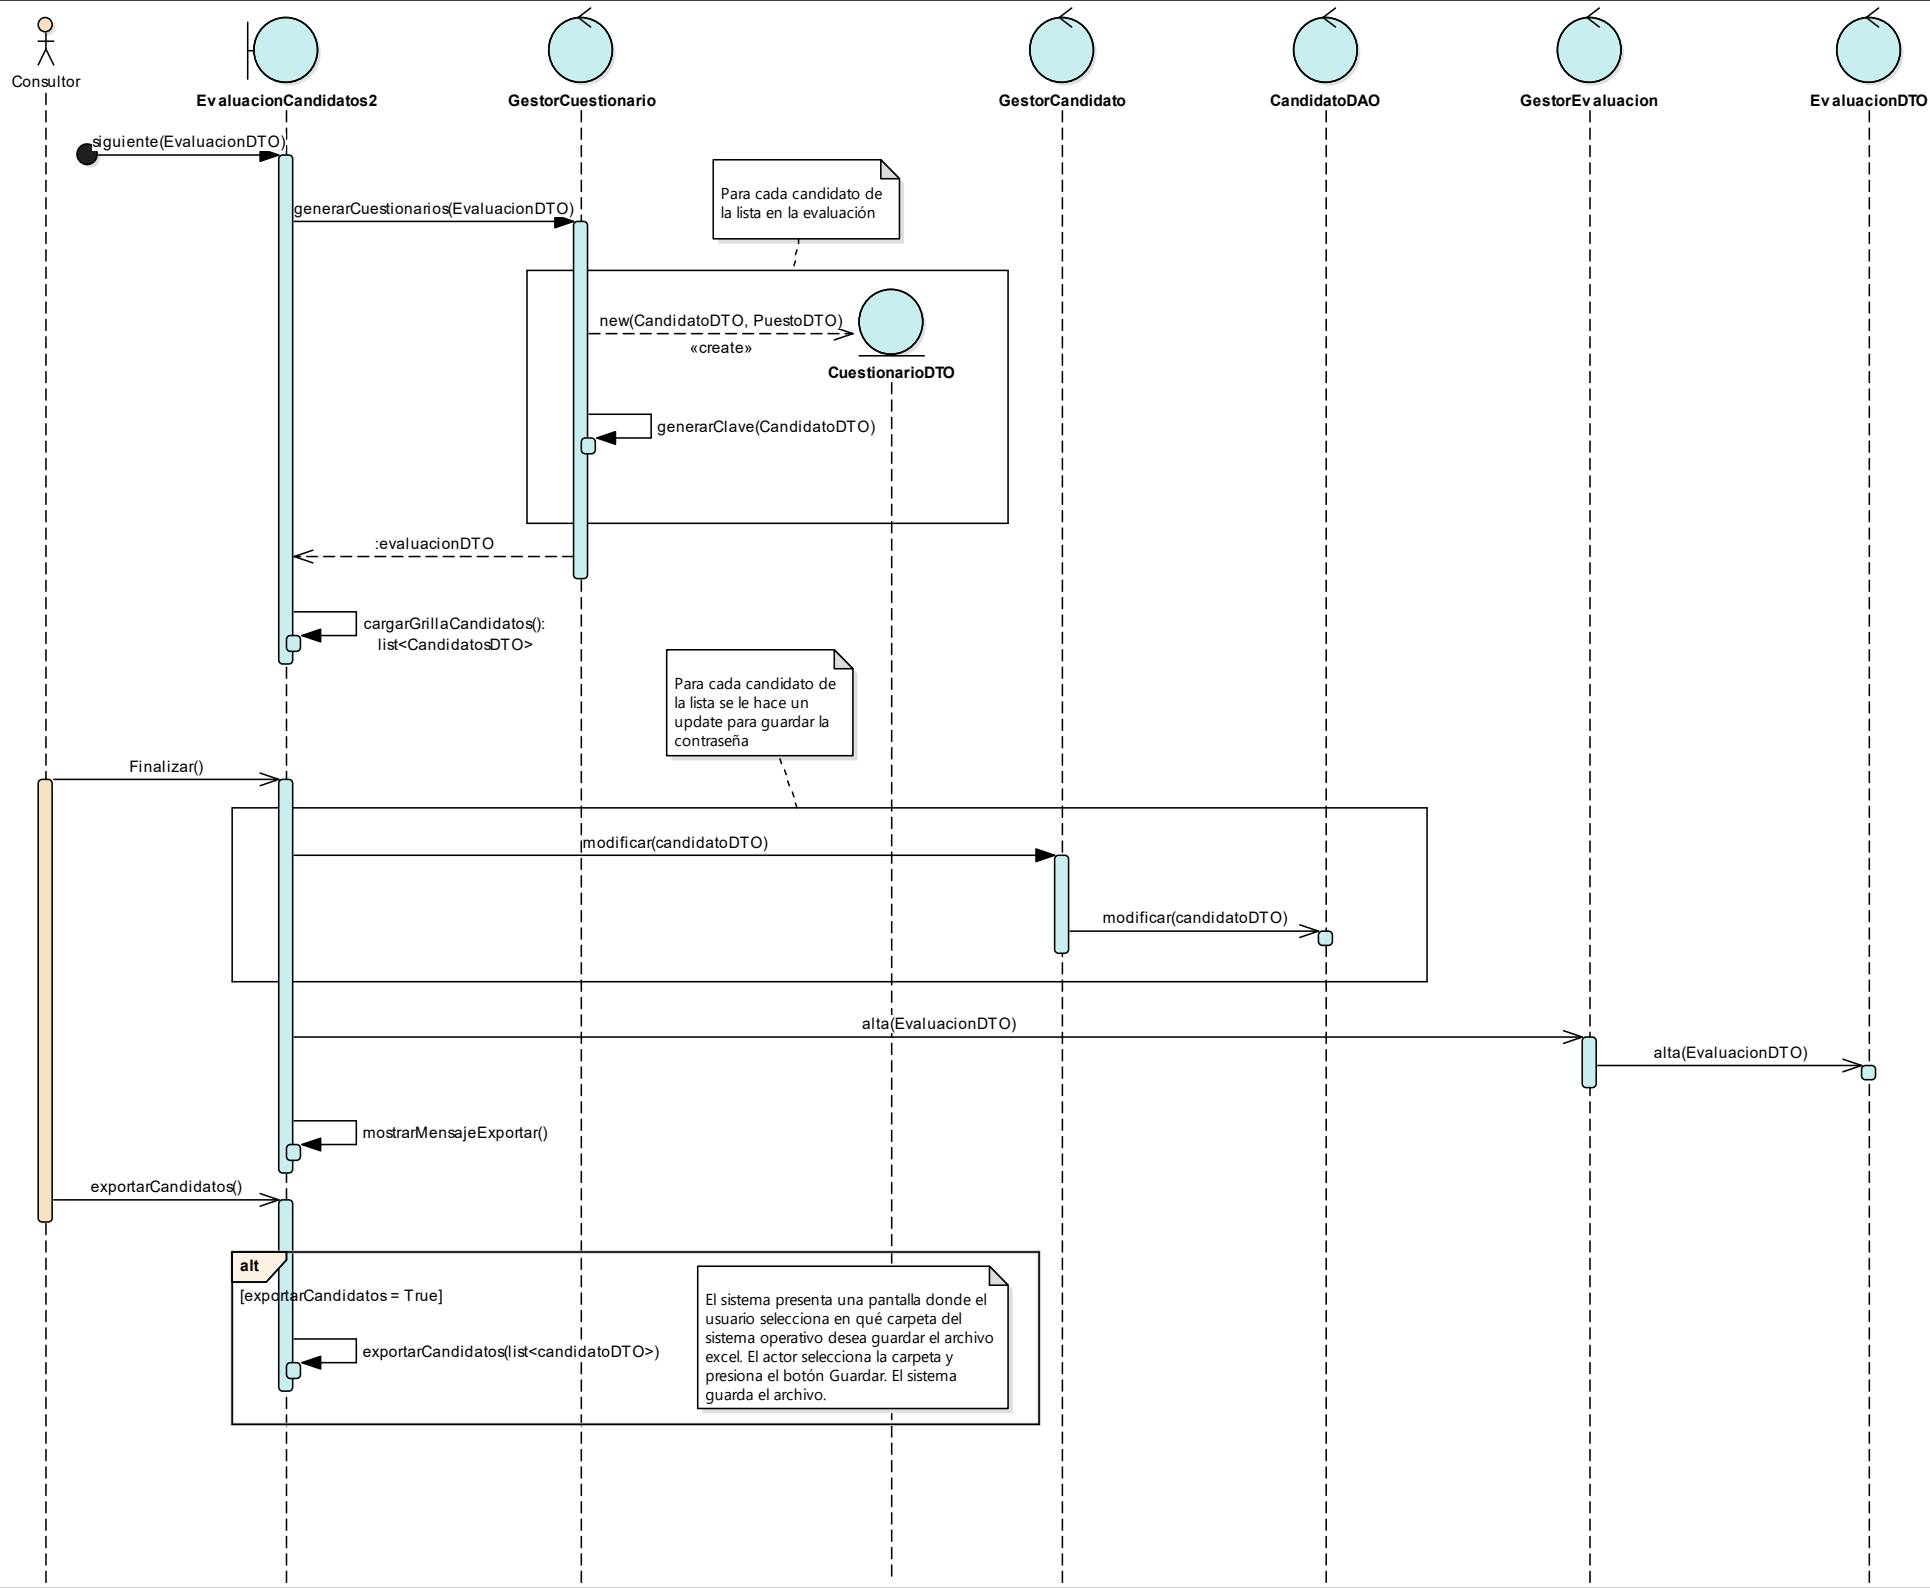 Consultor
EvaluacionCandidatos2
GestorCuestionario
GestorCandidato
CandidatoDAO
GestorEvaluacion
EvaluacionDTO
siguiente(EvaluacionDTO)
Para cada candidato de
la lista en la evaluación
generarCuestionarios(EvaluacionDTO)
new(CandidatoDTO, PuestoDTO)
«create»
CuestionarioDTO
generarClave(CandidatoDTO)
:evaluacionDTO
cargarGrillaCandidatos():
list<CandidatosDTO>
Para cada candidato de
la lista se le hace un
update para guardar la
contraseña
Finalizar()
modificar(candidatoDTO)
modificar(candidatoDTO)
alta(EvaluacionDTO)
alta(EvaluacionDTO)
mostrarMensajeExportar()
exportarCandidatos()
alt
[exportarCandidatos = True]
exportarCandidatos(list<candidatoDTO>)
El sistema presenta una pantalla donde el
usuario selecciona en qué carpeta del
sistema operativo desea guardar el archivo
excel. El actor selecciona la carpeta y
presiona el botón Guardar. El sistema
guarda el archivo.